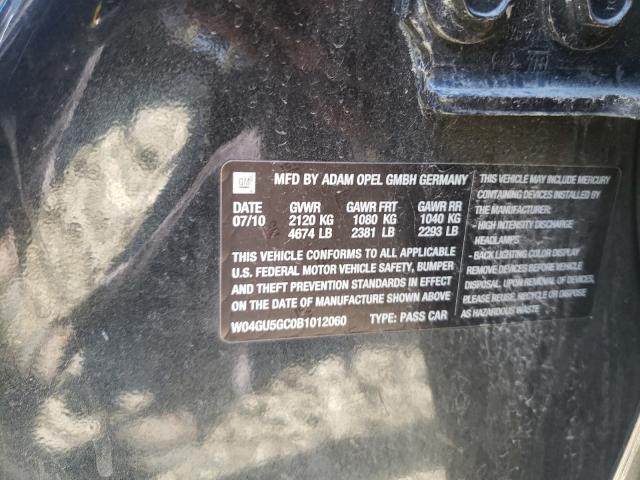 GM
MFD BY ADAM OPEL GMBH GERMANY
DATE GVWR GAWR FRT GAWR RR
07/10 2120 KG 1080 KG 1040 KG
4674 LB 2381 LB 2293 LB
THIS VEHICLE CONFORMS TO ALL APPLICABLE
U.S. FEDERAL MOTOR VEHICLE SAFETY, BUMPER
AND THEFT PREVENTION STANDARDS IN EFFECT
ON THE DATE OF MANUFACTURE SHOWN ABOVE
W04GU5GC0B1012060 TYPE: PASS CAR
THIS VEHICLE MAY INCLUDE MERCURY
CONTAINING DEVICES INSTALLED BY
THE MANUFACTURER:
- HIGH INTENSITY DISCHARGE
HEADLAMPS
- BACK LIGHTING COLOR DISPLAY
REMOVE DEVICES BEFORE VEHICLE
DISPOSAL. UPON REMOVAL OF DEVICES,
PLEASE REUSE, RECYCLE OR DISPOSE
AS HAZARDOUS WASTE